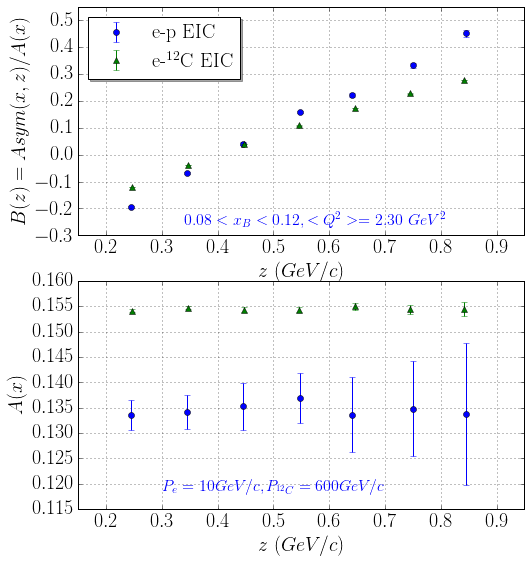 e-p EIC
e-¹²C EIC
B(z) = Asym(x, z)/A(x)
0.5
0.4
0.3
0.2
0.1
0.0
−0.1
−0.2
−0.3
0.08 < x_B < 0.12, < Q² >= 2.30 GeV²
0.2 0.3 0.4 0.5 0.6 0.7 0.8 0.9
z (GeV/c)
A(x)
0.160
0.155
0.150
0.145
0.140
0.135
0.130
0.125
0.120
0.115
P_e = 10GeV/c, P_¹²C = 600GeV/c
0.2 0.3 0.4 0.5 0.6 0.7 0.8 0.9
z (GeV/c)